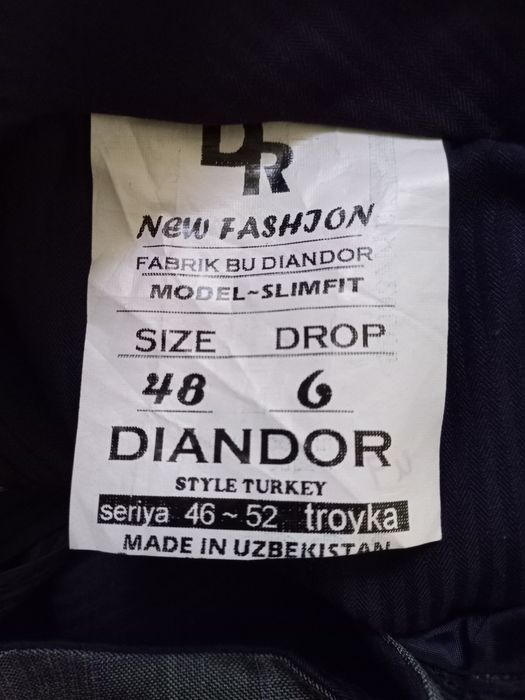 DR
NEW FASHION
FABRIK BU DIANDOR
MODEL~SLIMFIT
SIZE DROP
48 6
DIANDOR
STYLE TURKEY
seriya 46~52 troyka
MADE IN UZBEKISTAN